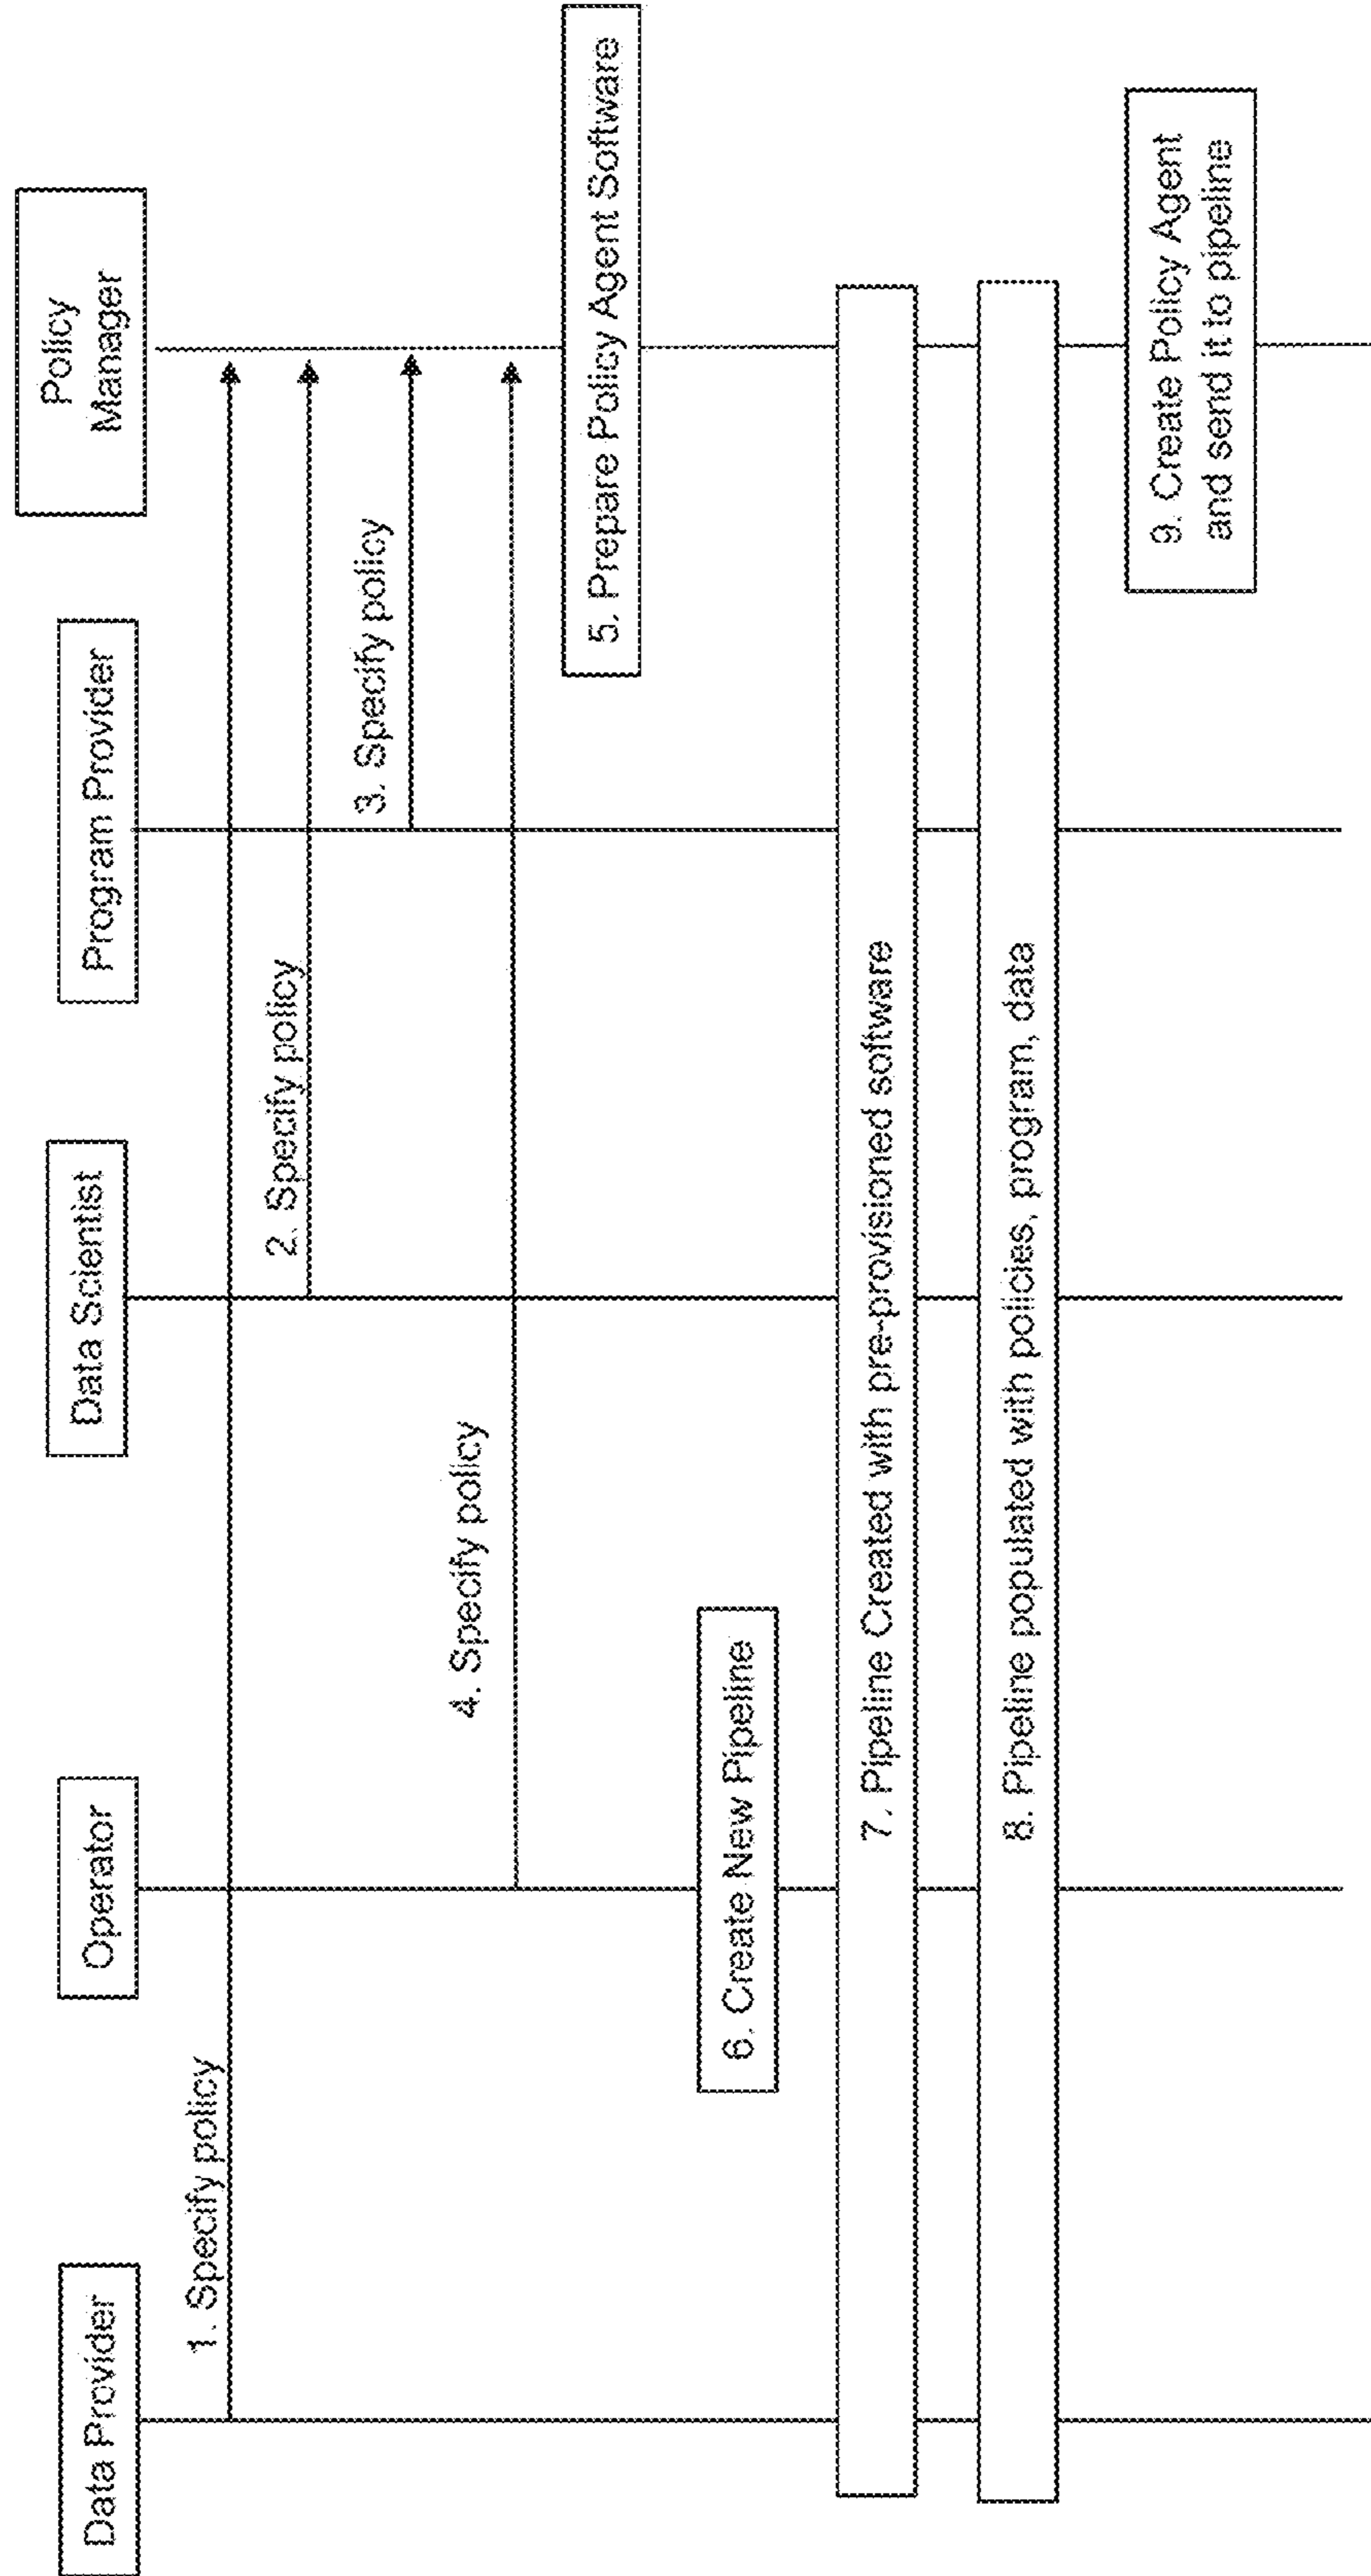 Data Provider
Operator
Data Scientist
Program Provider
Policy
Manager
1. Specify policy
2. Specify policy
3. Specify policy
4. Specify policy
5. Prepare Policy Agent Software
6. Create New Pipeline
7. Pipeline Created with pre-provisioned software
8. Pipeline populated with policies, program, data
9. Create Policy Agent
and send it to pipeline